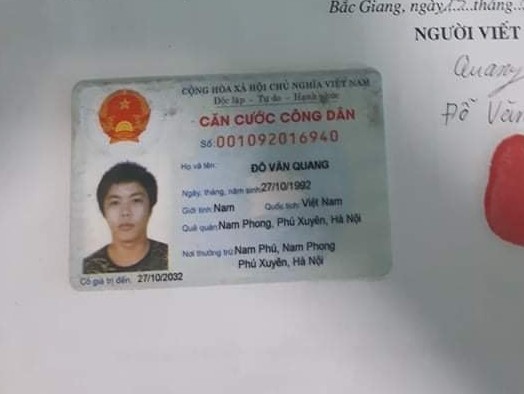 Bắc Giang, ngày 12 tháng
NGƯỜI VIẾT
Quang
Đỗ Văn
CỘNG HÒA XÃ HỘI CHỦ NGHĨA VIỆT NAM
Độc lập - Tự do - Hạnh phúc
CĂN CƯỚC CÔNG DÂN
Số: 001092016940
Họ và tên: ĐỖ VĂN QUANG
Ngày, tháng, năm sinh: 27/10/1992
Giới tính: Nam Quốc tịch: Việt Nam
Quê quán: Nam Phong, Phú Xuyên, Hà Nội
Nơi thường trú: Nam Phú, Nam Phong
Phú Xuyên, Hà Nội
Có giá trị đến: 27/10/2032